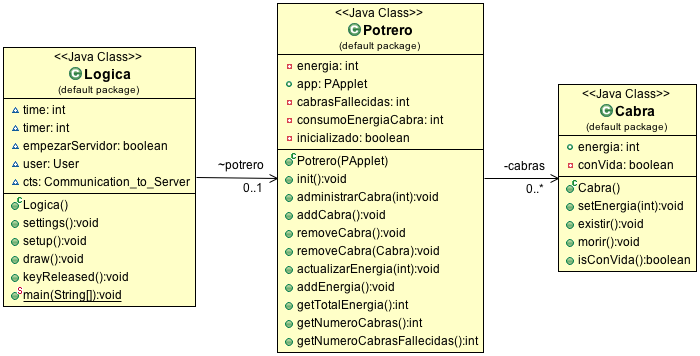 <<Java Class>>
Logica
(default package)
time: int
timer: int
empezarServidor: boolean
user: User
cts: Communication_to_Server
Logica()
settings():void
setup():void
draw():void
keyReleased():void
main(String[]):void
~potrero
0..1
<<Java Class>>
Potrero
(default package)
energia: int
app: PApplet
cabrasFallecidas: int
consumoEnergiaCabra: int
inicializado: boolean
Potrero(PApplet)
init():void
administrarCabra(int):void
addCabra():void
removeCabra():void
removeCabra(Cabra):void
actualizarEnergia(int):void
addEnergia():void
getTotalEnergia():int
getNumeroCabras():int
getNumeroCabrasFallecidas():int
-cabras
0..*
<<Java Class>>
Cabra
(default package)
energia: int
conVida: boolean
Cabra()
setEnergia(int):void
existir():void
morir():void
isConVida():boolean